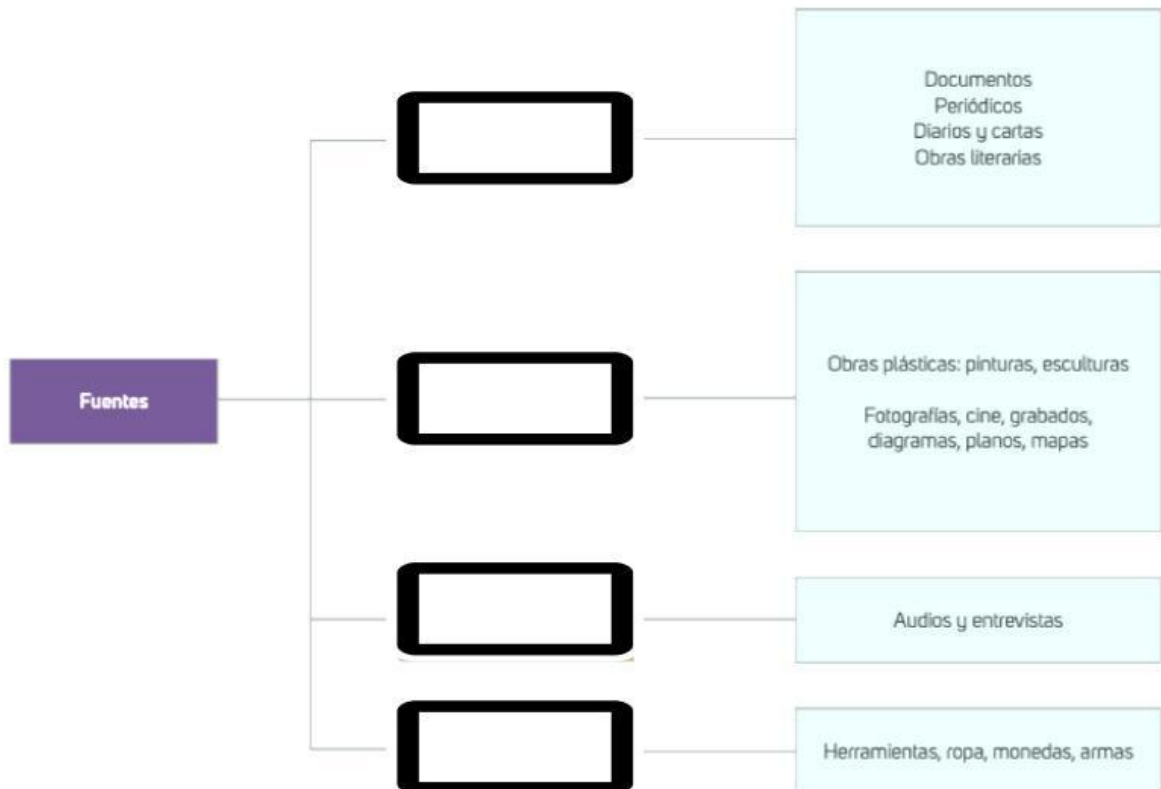 Documentos
Periódicos
Diarios y cartas
Obras literarias
Fuentes
Obras plásticas: pinturas, esculturas
Fotografías, cine, grabados,
diagramas, planos, mapas
Audios y entrevistas
Herramientas, ropa, monedas, armas